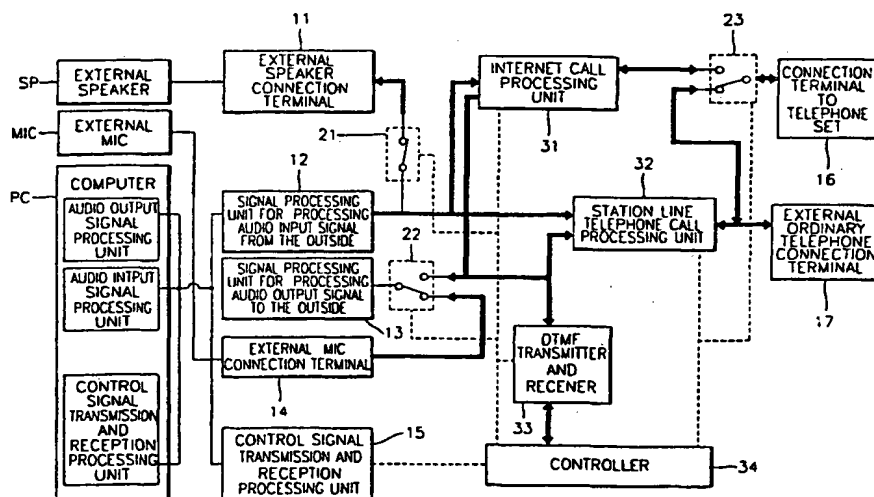 11
SP
EXTERNAL
SPEAKER
EXTERNAL
SPEAKER
CONNECTION
TERMINAL
MIC
EXTERNAL
MIC
21
PC
COMPUTER
AUDIO OUTPUT
SIGNAL
PROCESSING
UNIT
AUDIO INTPUT
SIGNAL
PROCESSING
UNIT
CONTROL
SIGNAL
TRANSMISSION
AND
RECEPTION
PROCESSING
UNIT
12
SIGNAL PROCESSING
UNIT FOR PROCESSING
AUDIO INPUT SIGNAL
FROM THE OUTSIDE
22
SIGNAL PROCESSING
UNIT FOR PROCESSING
AUDIO OUTPUT SIGNAL
TO THE OUTSIDE
13
EXTERNAL MIC
CONNECTION TERMINAL
14
15
CONTROL SIGNAL
TRANSMISSION
AND RECEPTION
PROCESSING UNIT
INTERNET CALL
PROCESSING
UNIT
31
23
CONNECTION
TERMINAL
TO
TELEPHONE
SET
16
32
STATION LINE
TELEPHONE CALL
PROCESSING UNIT
EXTERNAL
ORDINARY
TELEPHONE
CONNECTION
TERMINAL
17
DTMF
TRANSMITTER
AND
RECENER
33
CONTROLLER
34